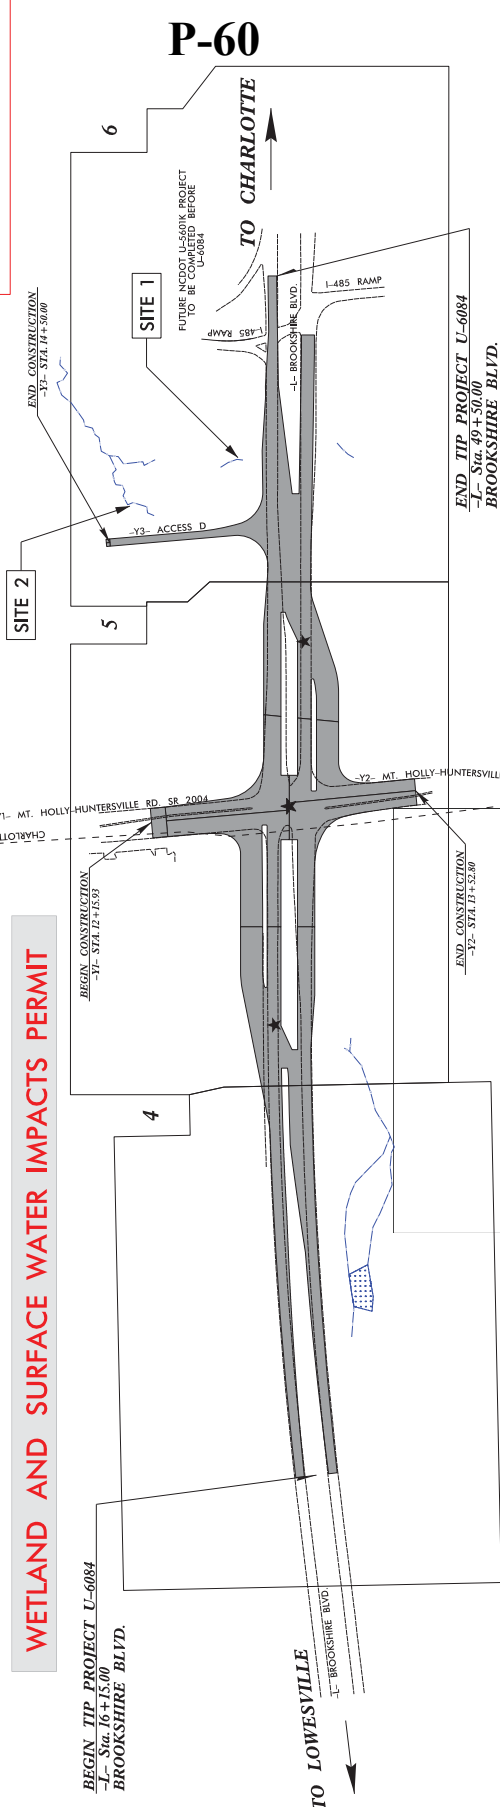 P-60
6
TO CHARLOTTE
FUTURE NCDOT U-5601K PROJECT
TO BE COMPLETED BEFORE
U-6084
SITE 1
END CONSTRUCTION
-Y3- STA. 14+50.00
I-485 RAMP
I-485 RAMP
-L- BROOKSHIRE BLVD.
END TIP PROJECT U-6084
-L- Sta. 49+50.00
BROOKSHIRE BLVD.
-Y3- ACCESS D
SITE 2
5
-Y2- MT. HOLLY-HUNTERSVILLE
MT. HOLLY-HUNTERSVILLE RD. SR 2004
CHARLOT
BEGIN CONSTRUCTION
-Y1- STA. 12+15.93
END CONSTRUCTION
-Y2- STA. 13+52.80
WETLAND AND SURFACE WATER IMPACTS PERMIT
4
BEGIN TIP PROJECT U-6084
-L- Sta. 16+15.00
BROOKSHIRE BLVD.
-L- BROOKSHIRE BLVD.
TO LOWESVILLE